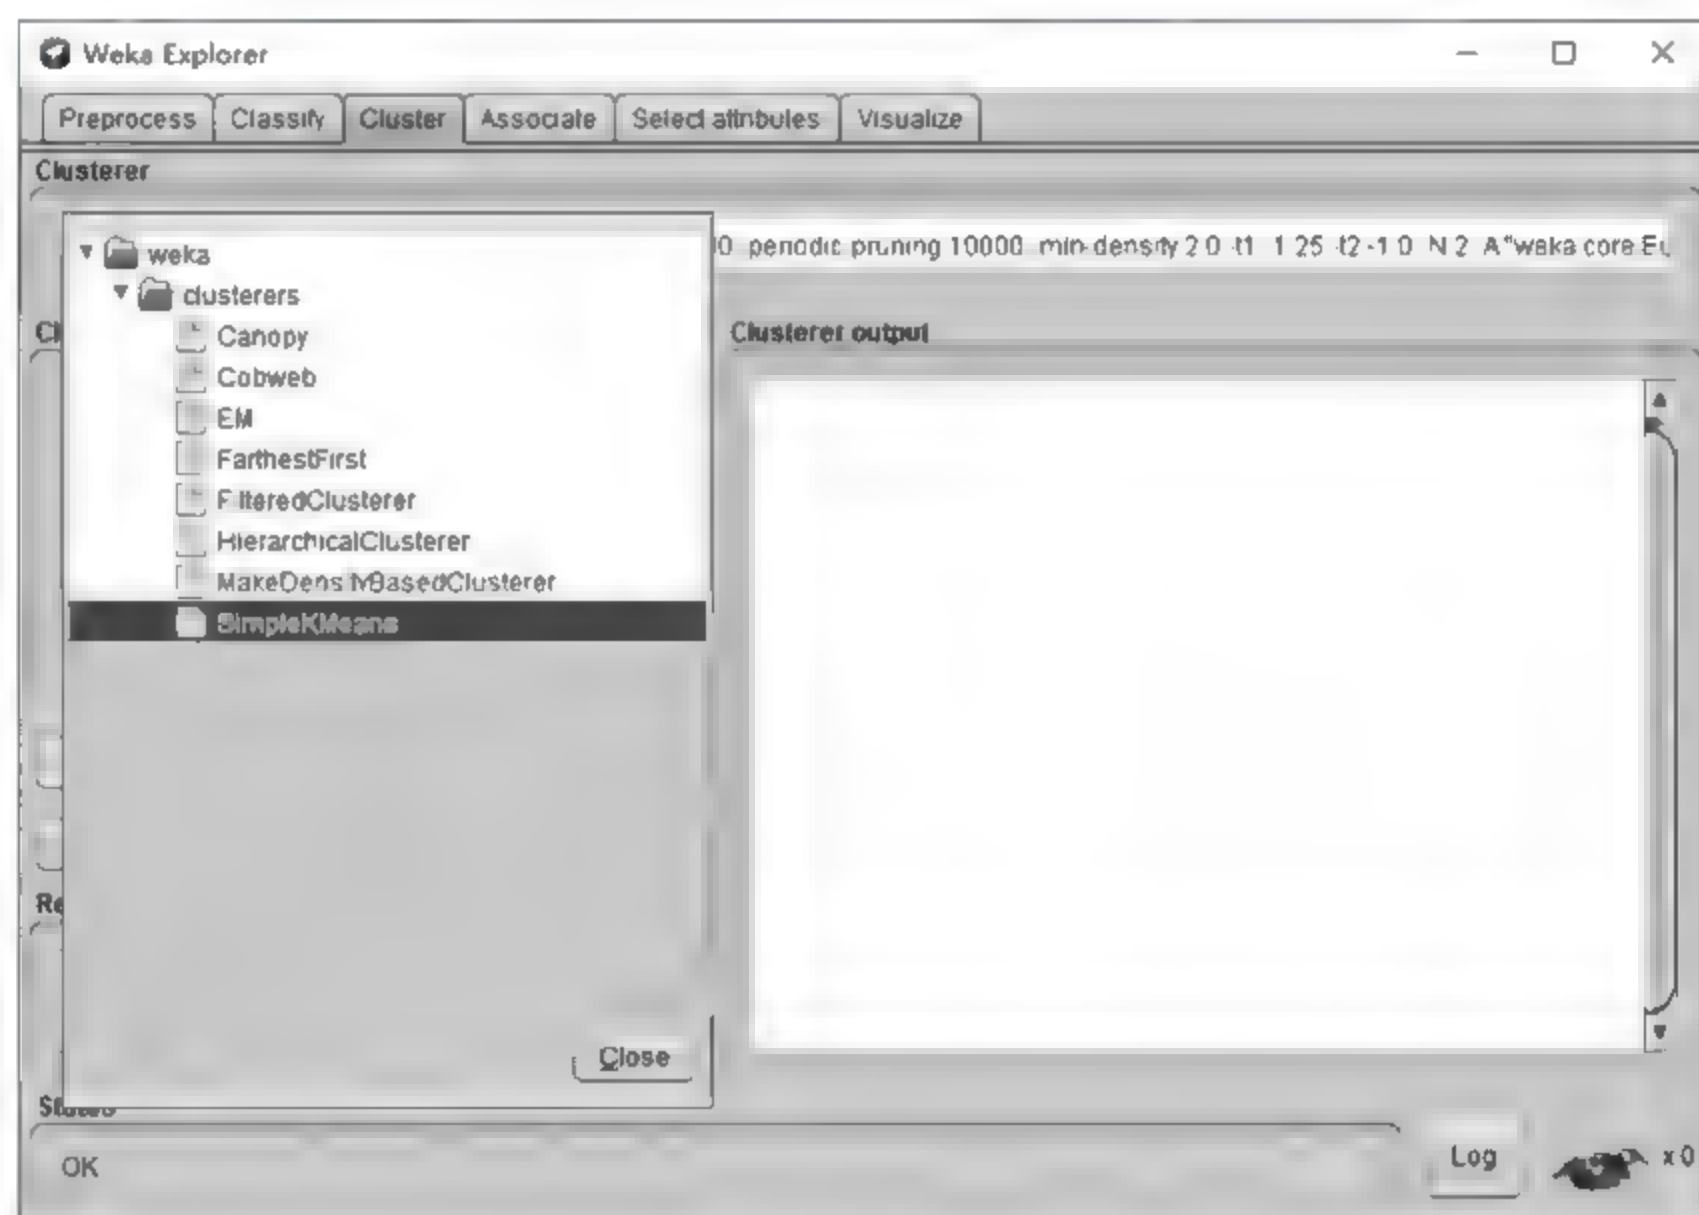 Weka Explorer
Preprocess Classify Cluster Associate Select attributes Visualize
Clusterer
weka
clusterers
Canopy
Cobweb
EM
FarthestFirst
FilteredClusterer
HierarchicalClusterer
MakeDensityBasedClusterer
SimpleKMeans
Close
periodic-pruning 10000 -min-density 2.0 -t1 -1.25 -t2 -1.0 -N 2 -A "weka.core.Eu
Clusterer output
Status
OK
Log
x 0